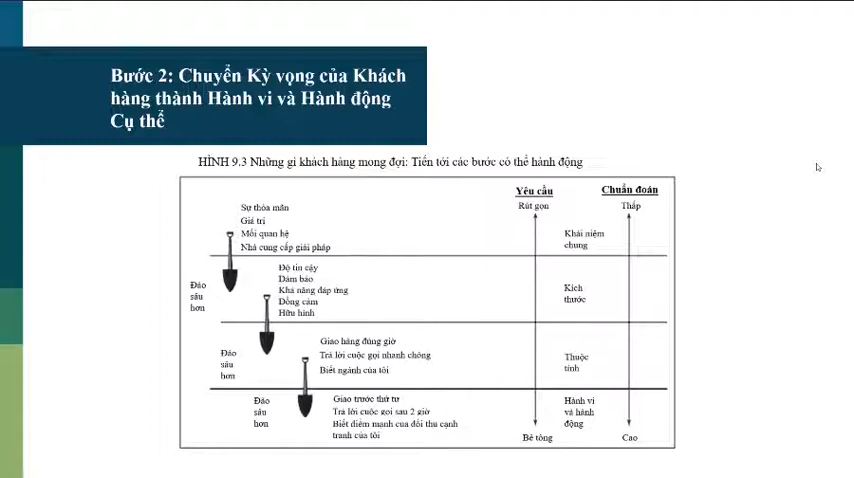 Bước 2: Chuyển Kỳ vọng của Khách
hàng thành Hành vi và Hành động
Cụ thể
HÌNH 9.3 Những gì khách hàng mong đợi: Tiến tới các bước có thể hành động
Yêu cầu
Chuẩn đoán
Rút gọn
Thấp
Sự thỏa mãn
Giá trị
Mối quan hệ
Nhà cung cấp giải pháp
Khái niệm
chung
Đào
sâu
hơn
Độ tin cậy
Đảm bảo
Khả năng đáp ứng
Đồng cảm
Hữu hình
Kích
thước
Đào
sâu
hơn
Giao hàng đúng giờ
Trả lời cuộc gọi nhanh chóng
Biết ngành của tôi
Thuộc
tính
Đào
sâu
hơn
Giao trước thứ tư
Trả lời cuộc gọi sau 2 giờ
Biết điểm mạnh của đối thủ cạnh
tranh của tôi
Hành vi
và hành
động
Bê tông
Cao